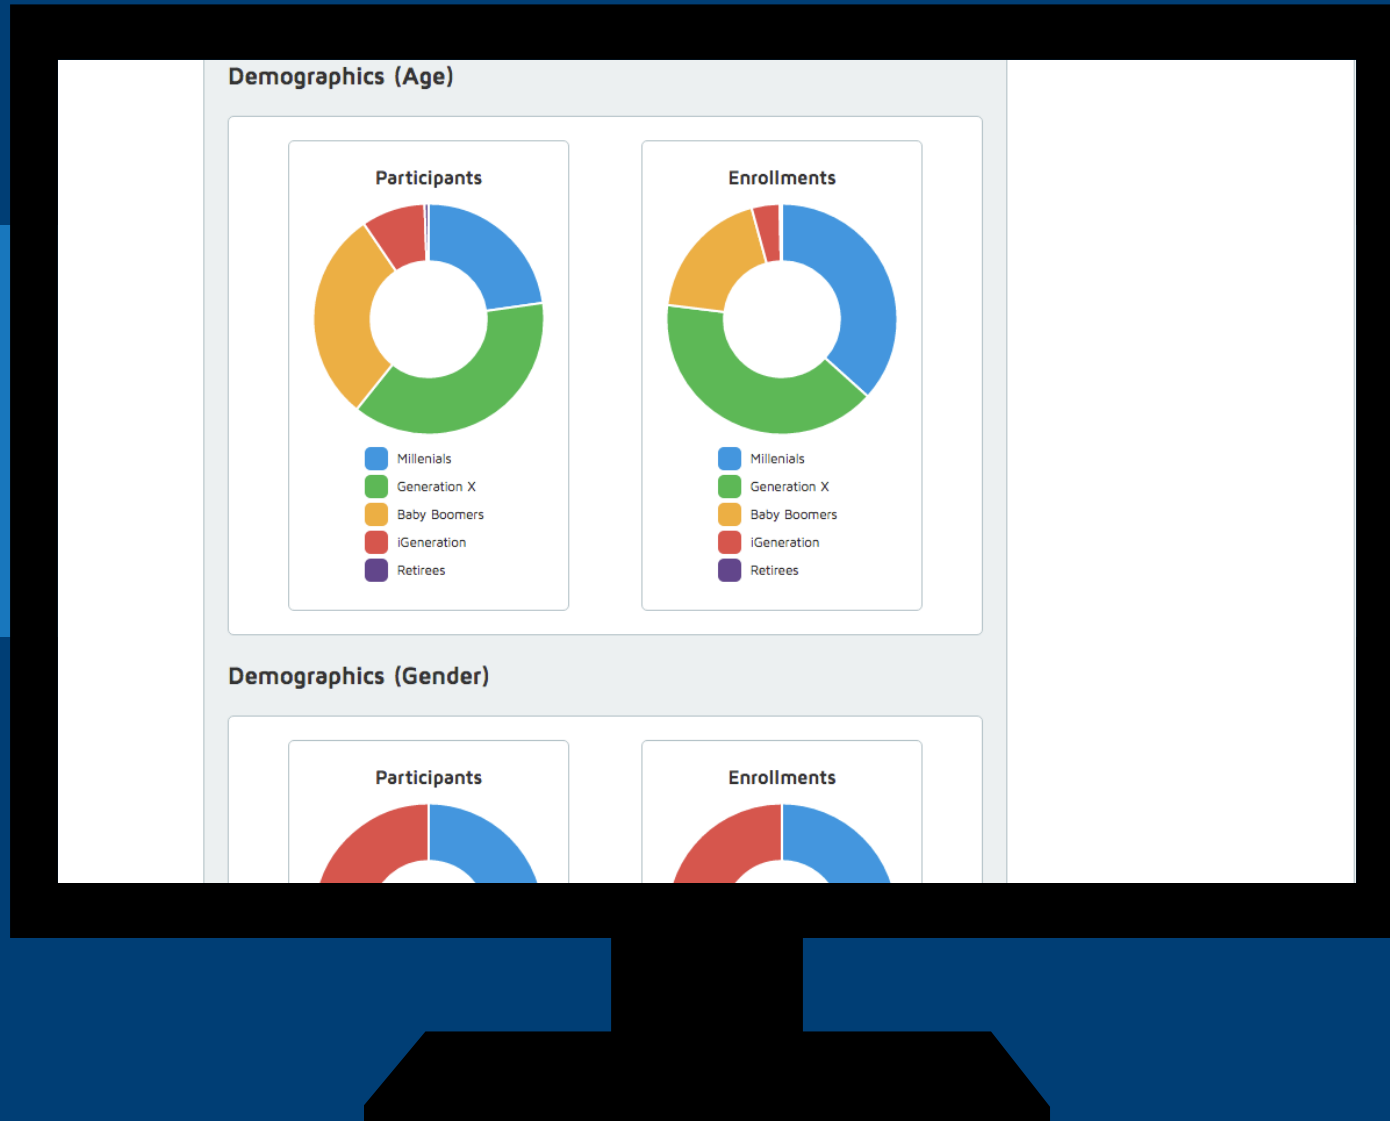 Demographics (Age)
Participants
Enrollments
Millenials
Generation X
Baby Boomers
iGeneration
Retirees
Millenials
Generation X
Baby Boomers
iGeneration
Retirees
Demographics (Gender)
Participants
Enrollments